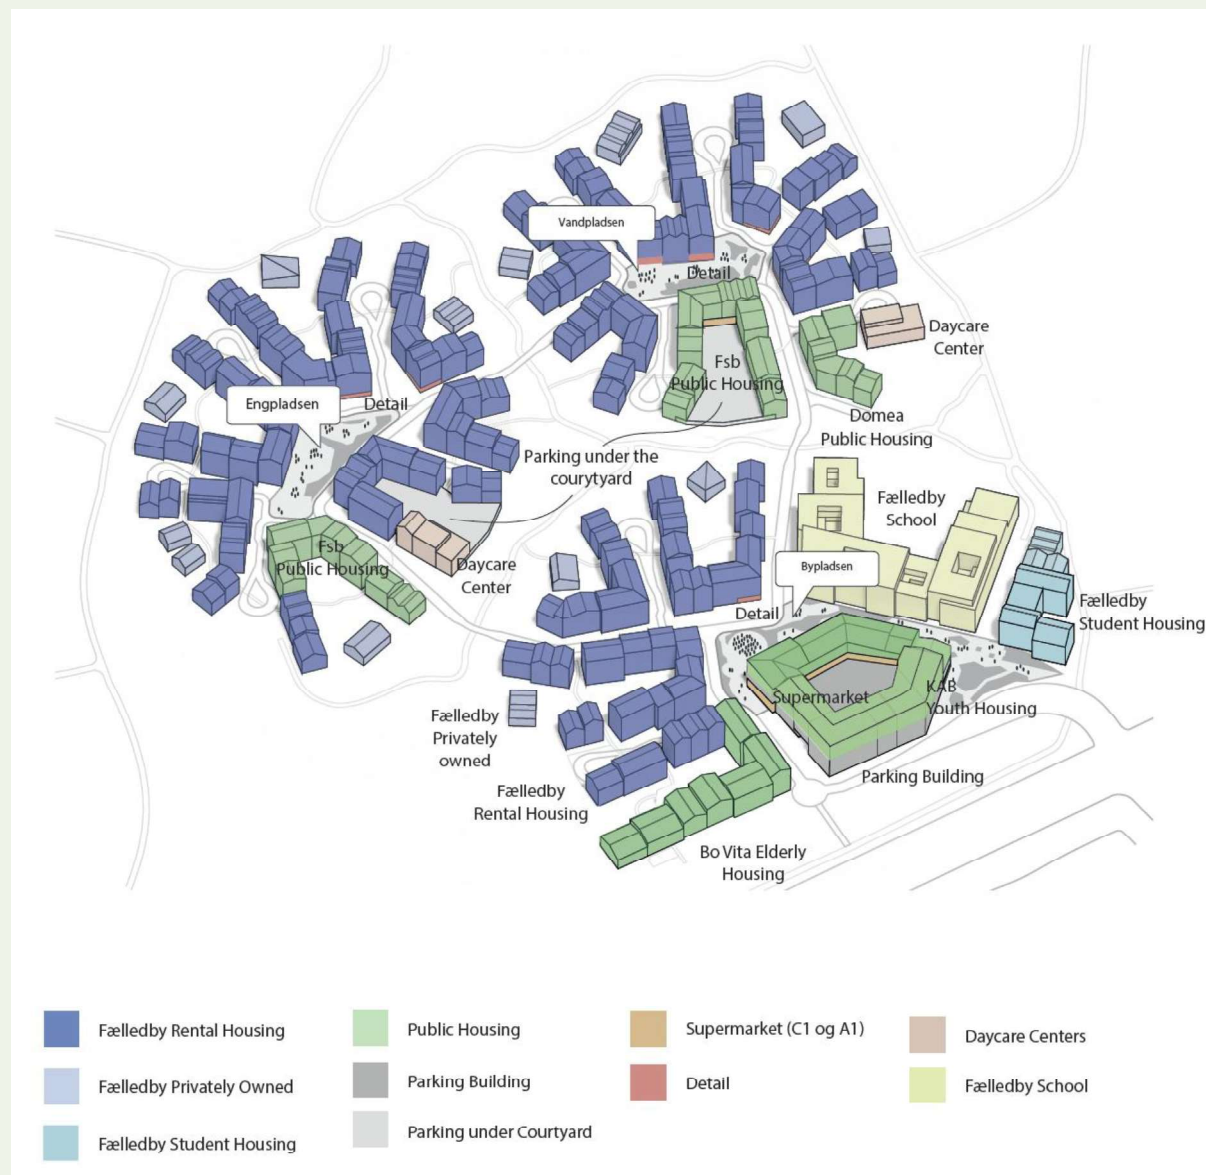 Vandpladsen
Detail
Daycare
Center
Fsb
Public Housing
Engpladsen
Detail
Domea
Public Housing
Parking under the
courytyard
Fælledby
School
Fsb
Public Housing
Daycare
Center
Bypladsen
Detail
Fælledby
Student Housing
Supermarket
KAB
Youth Housing
Fælledby
Privately
owned
Parking Building
Fælledby
Rental Housing
Bo Vita Elderly
Housing
Fælledby Rental Housing
Fælledby Privately Owned
Fælledby Student Housing
Public Housing
Parking Building
Parking under Courtyard
Supermarket (C1 og A1)
Detail
Daycare Centers
Fælledby School